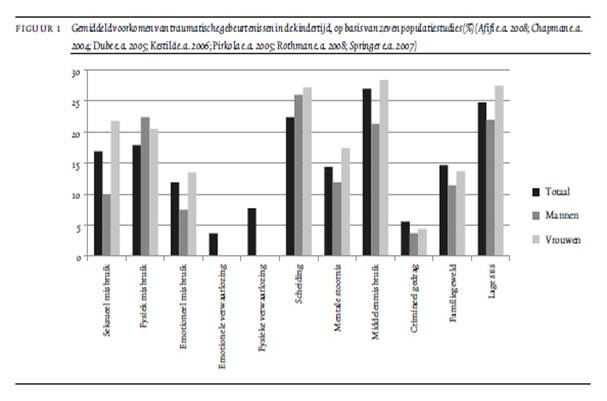 FIGUUR 1 Gemiddeld voorkomen van traumatische gebeurtenissen in de kindertijd, op basis van zeven populatiestudies (%) (Afifi e.a. 2008; Chapman e.a.
2004; Dube e.a. 2005; Kestilä e.a. 2006; Pirkola e.a. 2005; Rothman e.a. 2008; Springer e.a. 2007)
30
25
20
15
10
5
0
Totaal
Mannen
Vrouwen
Seksueel misbruik
Fysiek misbruik
Emotioneel misbruik
Emotionele verwaarlozing
Fysieke verwaarlozing
Scheiding
Mentale stoornis
Middelenmisbruik
Crimineel gedrag
Familiegeweld
Lage SES